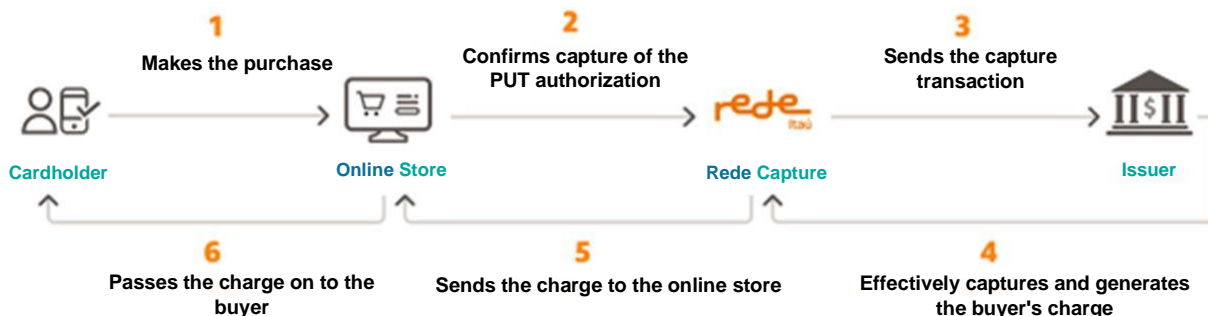 1
Makes the purchase
2
Confirms capture of the
PUT authorization
3
Sends the capture
transaction
$
rede
Itaú
Cardholder
Online Store
Rede Capture
Issuer
6
Passes the charge on to the
buyer
5
Sends the charge to the online store
4
Effectively captures and generates
the buyer's charge